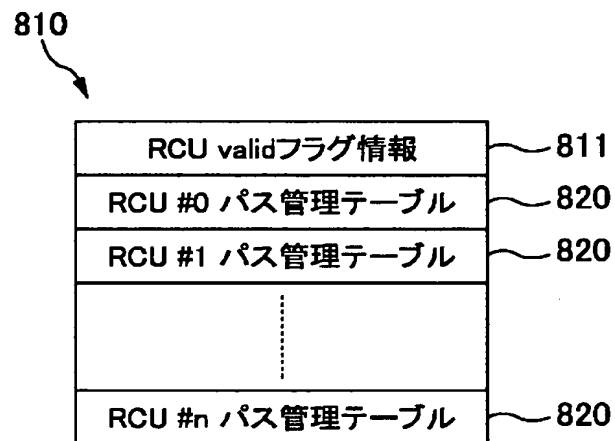 810
RCU validフラグ情報 811
RCU #0 パス管理テーブル 820
RCU #1 パス管理テーブル 820
RCU #n パス管理テーブル 820